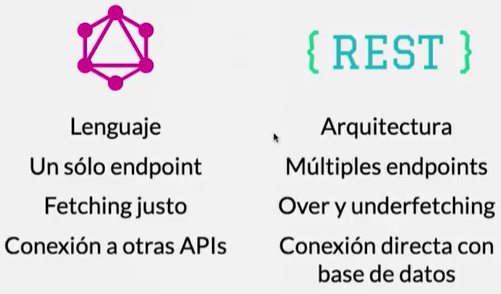 { REST }
Lenguaje
Arquitectura
Un sólo endpoint
Múltiples endpoints
Fetching justo
Over y underfetching
Conexión a otras APIs
Conexión directa con
base de datos